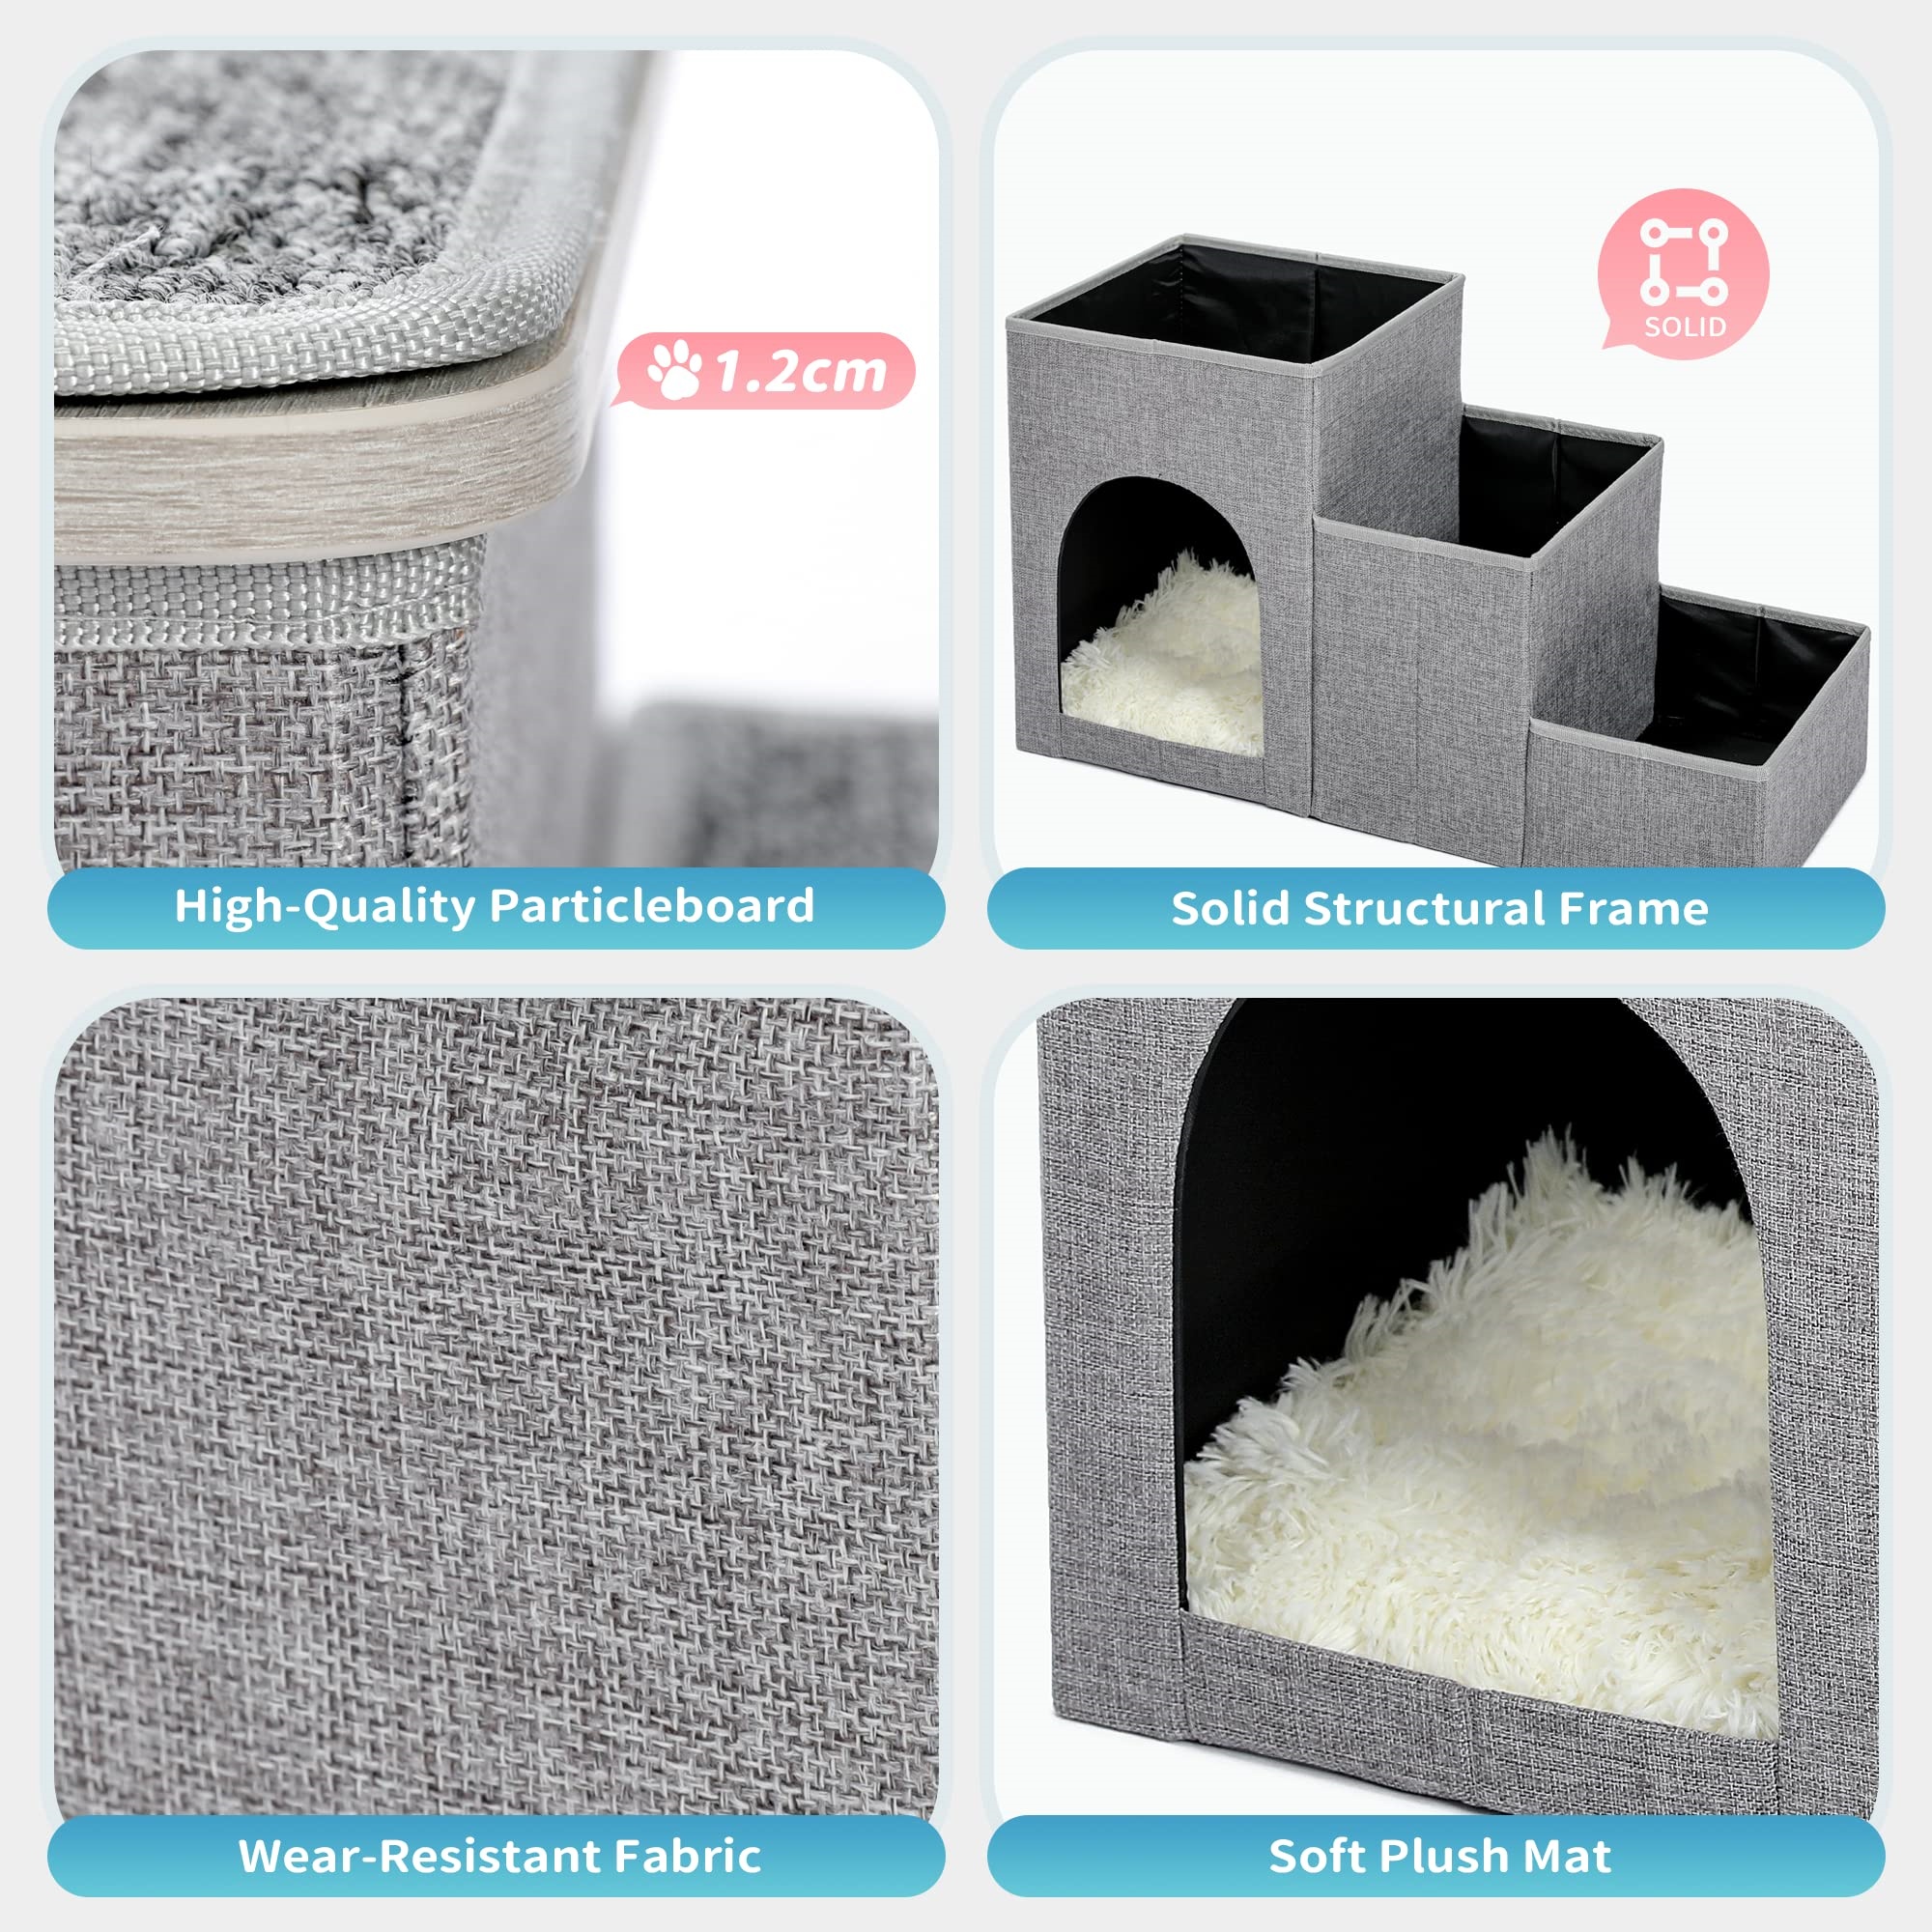 1.2cm
High-Quality Particleboard
SOLID
Solid Structural Frame
Wear-Resistant Fabric
Soft Plush Mat